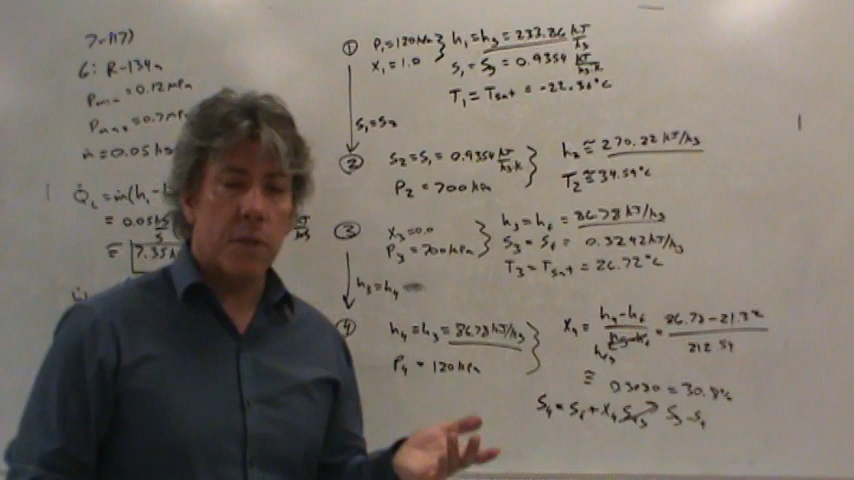 7-(17)
G: R-134a
Pmin = 0.12 MPa
Pmax = 0.7 MPa
ṁ = 0.05 kg
Q̇L = ṁ(h1 - h
= 0.05 kg/s
≅ 7.35 k
① P1 = 120 kPa } h1 = hg = 233.86 kJ/kg
X1 = 1.0 s1 = sg = 0.9354 kJ/kg.K
T1 = Tsat = -22.36°C
s1 = s2
② s2 = s1 = 0.9354 kJ/kg.K } h2 ≅ 270.22 kJ/kg
P2 = 700 kPa T2 ≅ 34.59°C
③ X3 = 0.0 } h3 = hf = 86.78 kJ/kg
P3 = 700 kPa s3 = sf = 0.3242 kJ/kg
T3 = Tsat = 26.72°C
h3 = h4
④ h4 = h3 = 86.78 kJ/kg } X4 = h4 - hf / hfg = 86.78 - 21.32 / 212.54
P4 = 120 kPa
≅ 0.3080 = 30.8%
S4 = Sf + X4 Sfg